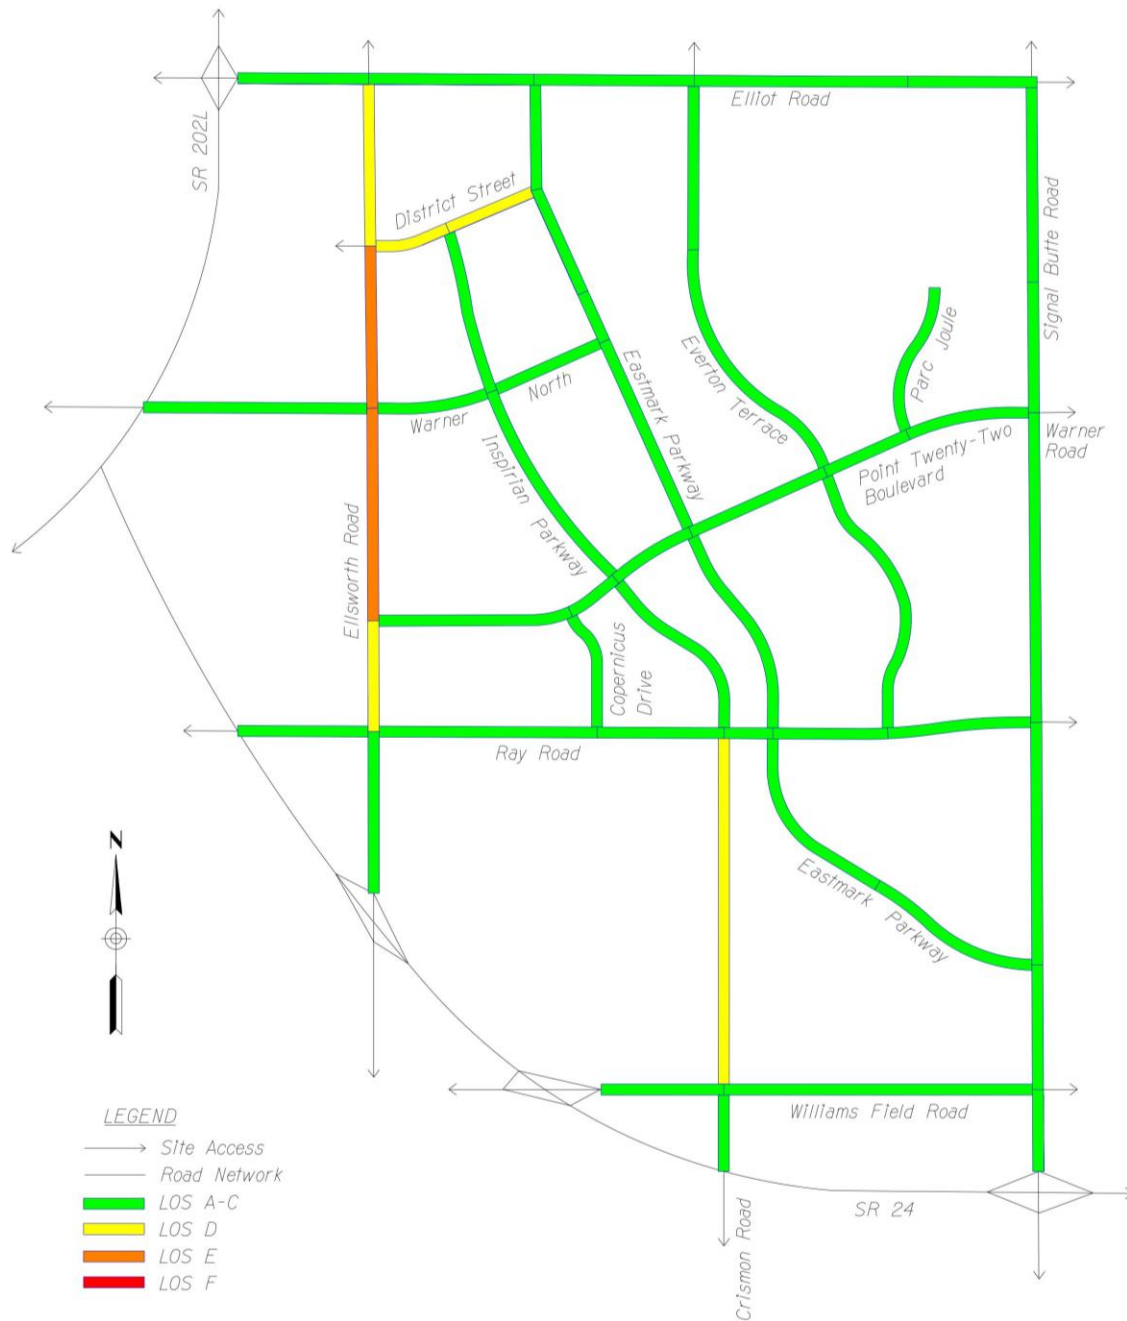 Elliot Road
SR 202L
District Street
Signal Butte Road
Everton Terrace
Parc Joule
Eastmark Parkway
North
Warner
Warner
Road
Point Twenty-Two
Boulevard
Inspirian Parkway
Ellsworth Road
Copernicus
Drive
Ray Road
N
Eastmark Parkway
Williams Field Road
LEGEND
Site Access
Road Network
LOS A-C
LOS D
LOS E
LOS F
SR 24
Crismon Road